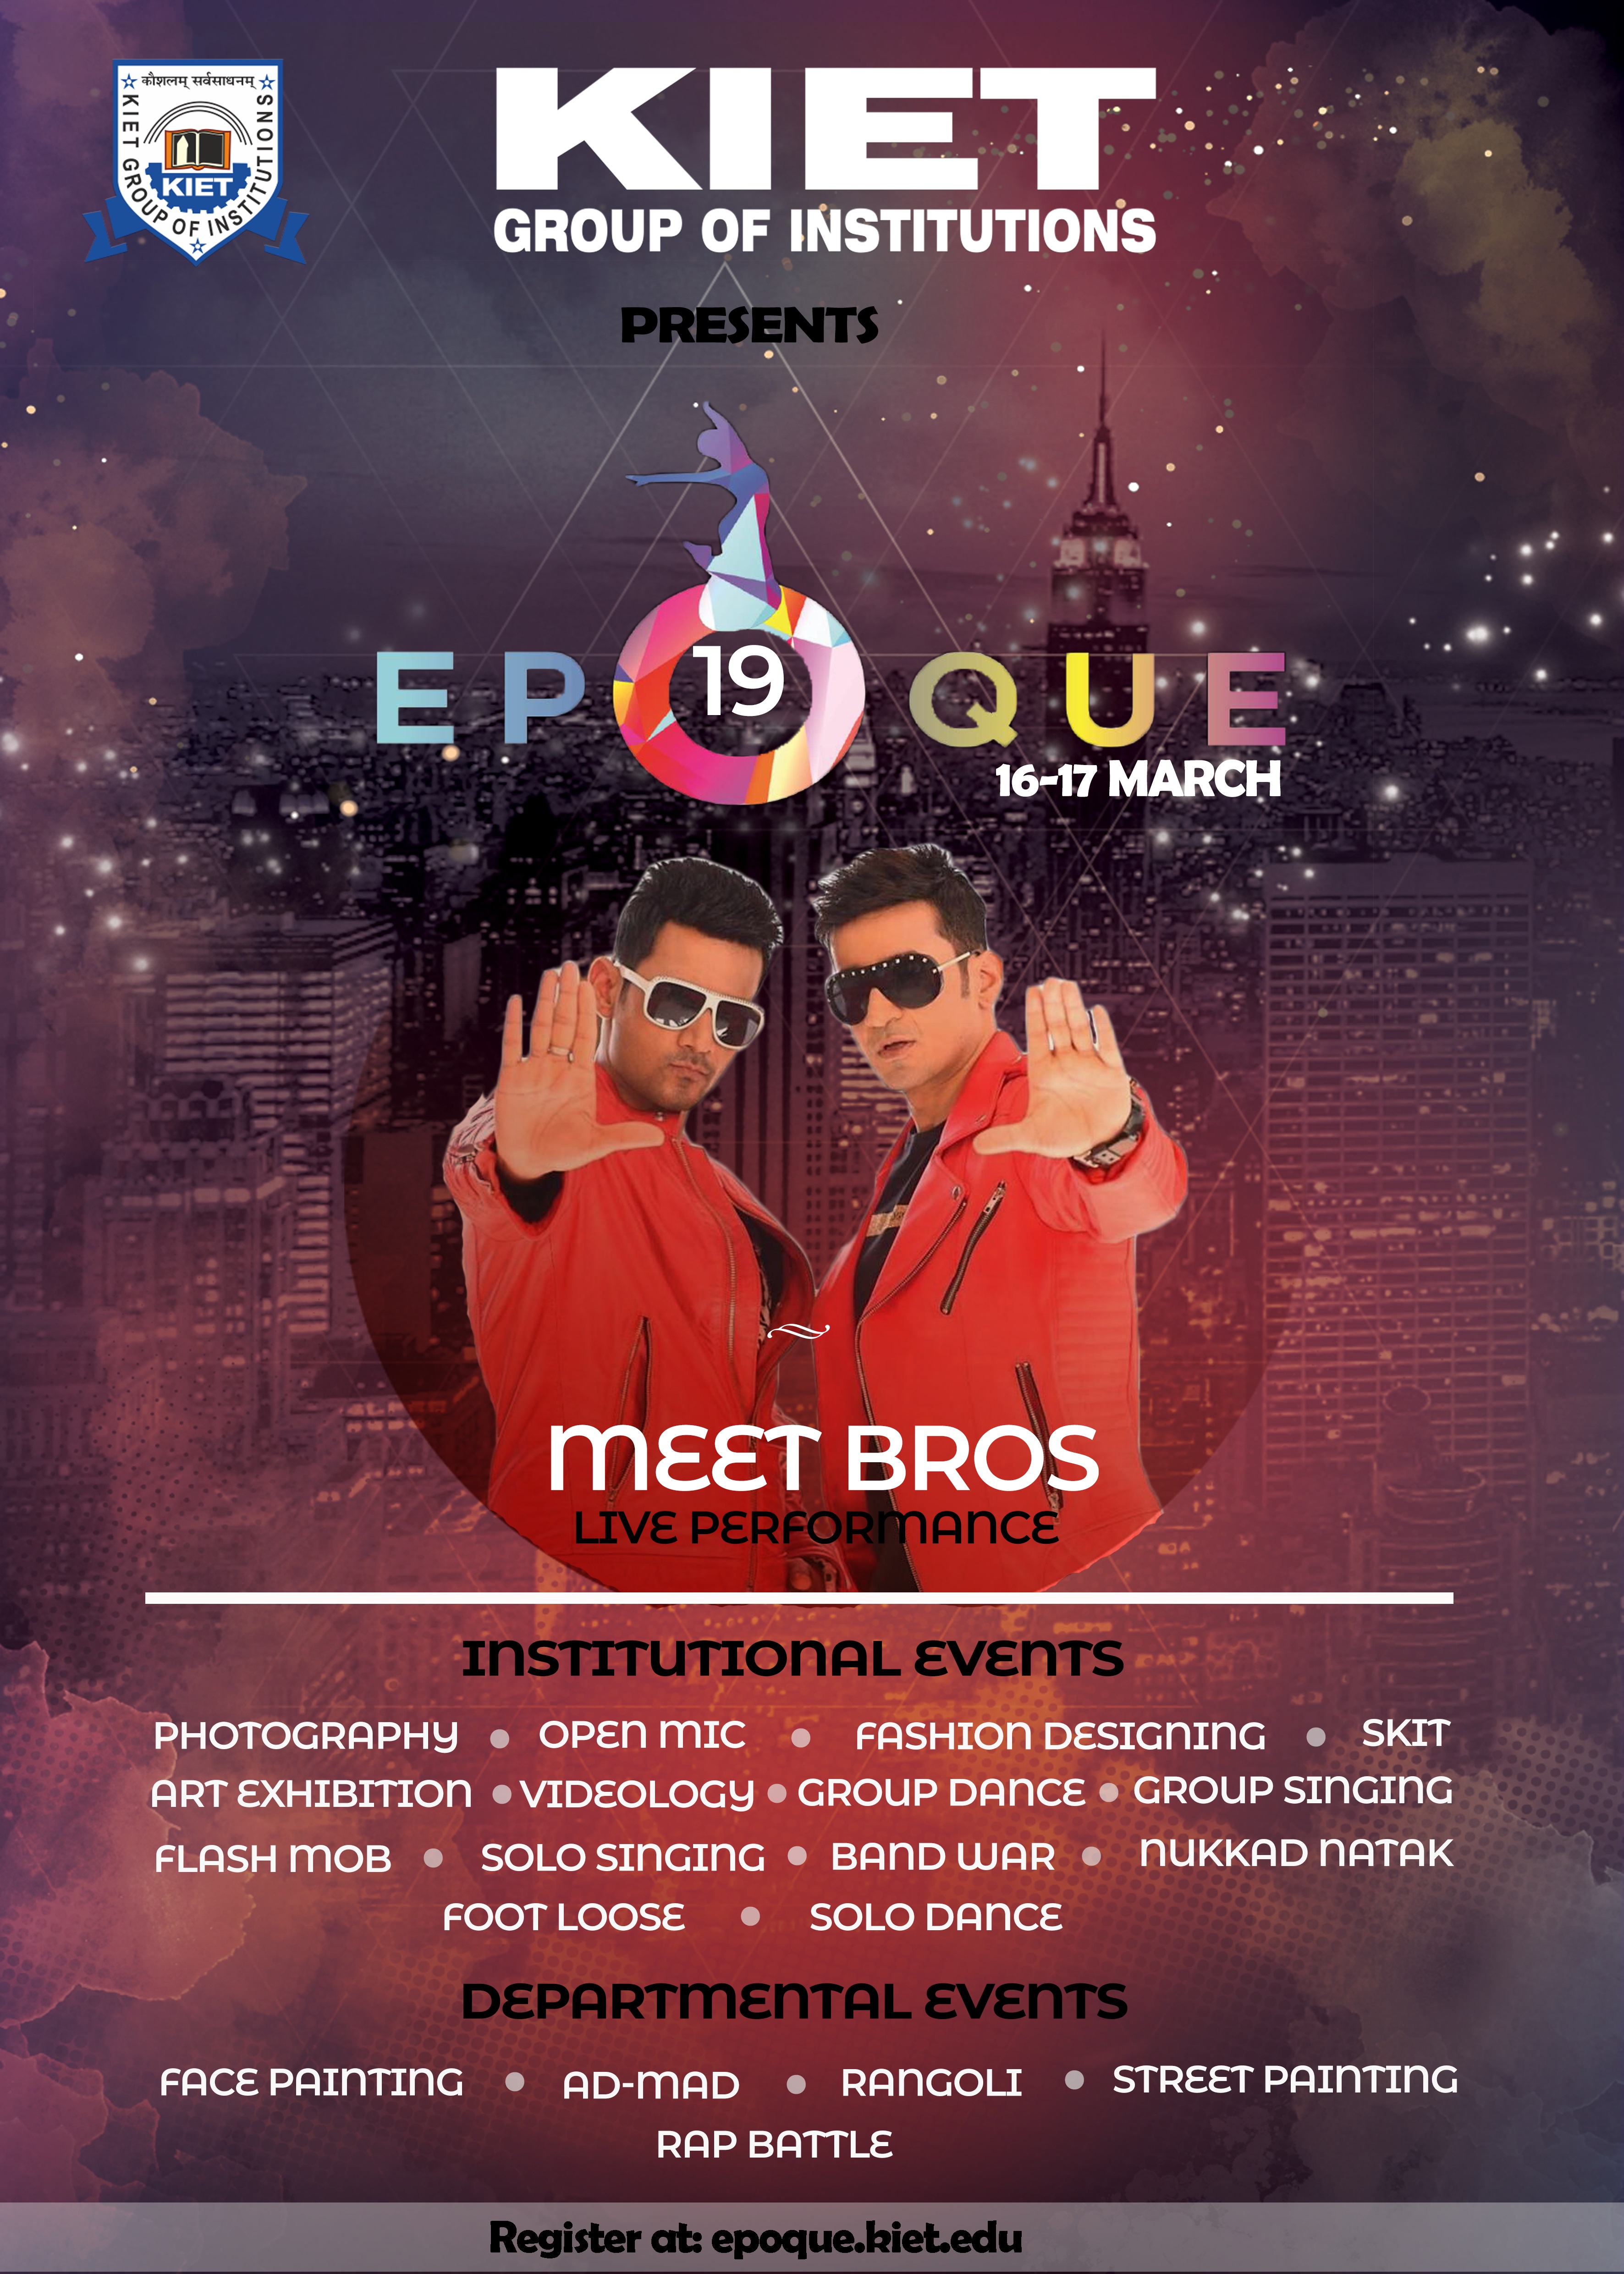 कौशलम् सर्वसाधनम्
KIET GROUP OF INSTITUTIONS
KIET
KIET
GROUP OF INSTITUTIONS
PRESENTS
EPOQUE
19
16-17 MARCH
MEET BROS
LIVE PERFORMANCE
INSTITUTIONAL EVENTS
PHOTOGRAPHY • OPEN MIC • FASHION DESIGNING • SKIT
ART EXHIBITION • VIDEOLOGY • GROUP DANCE • GROUP SINGING
FLASH MOB • SOLO SINGING • BAND WAR • NUKKAD NATAK
FOOT LOOSE • SOLO DANCE
DEPARTMENTAL EVENTS
FACE PAINTING • AD-MAD • RANGOLI • STREET PAINTING
RAP BATTLE
Register at: epoque.kiet.edu